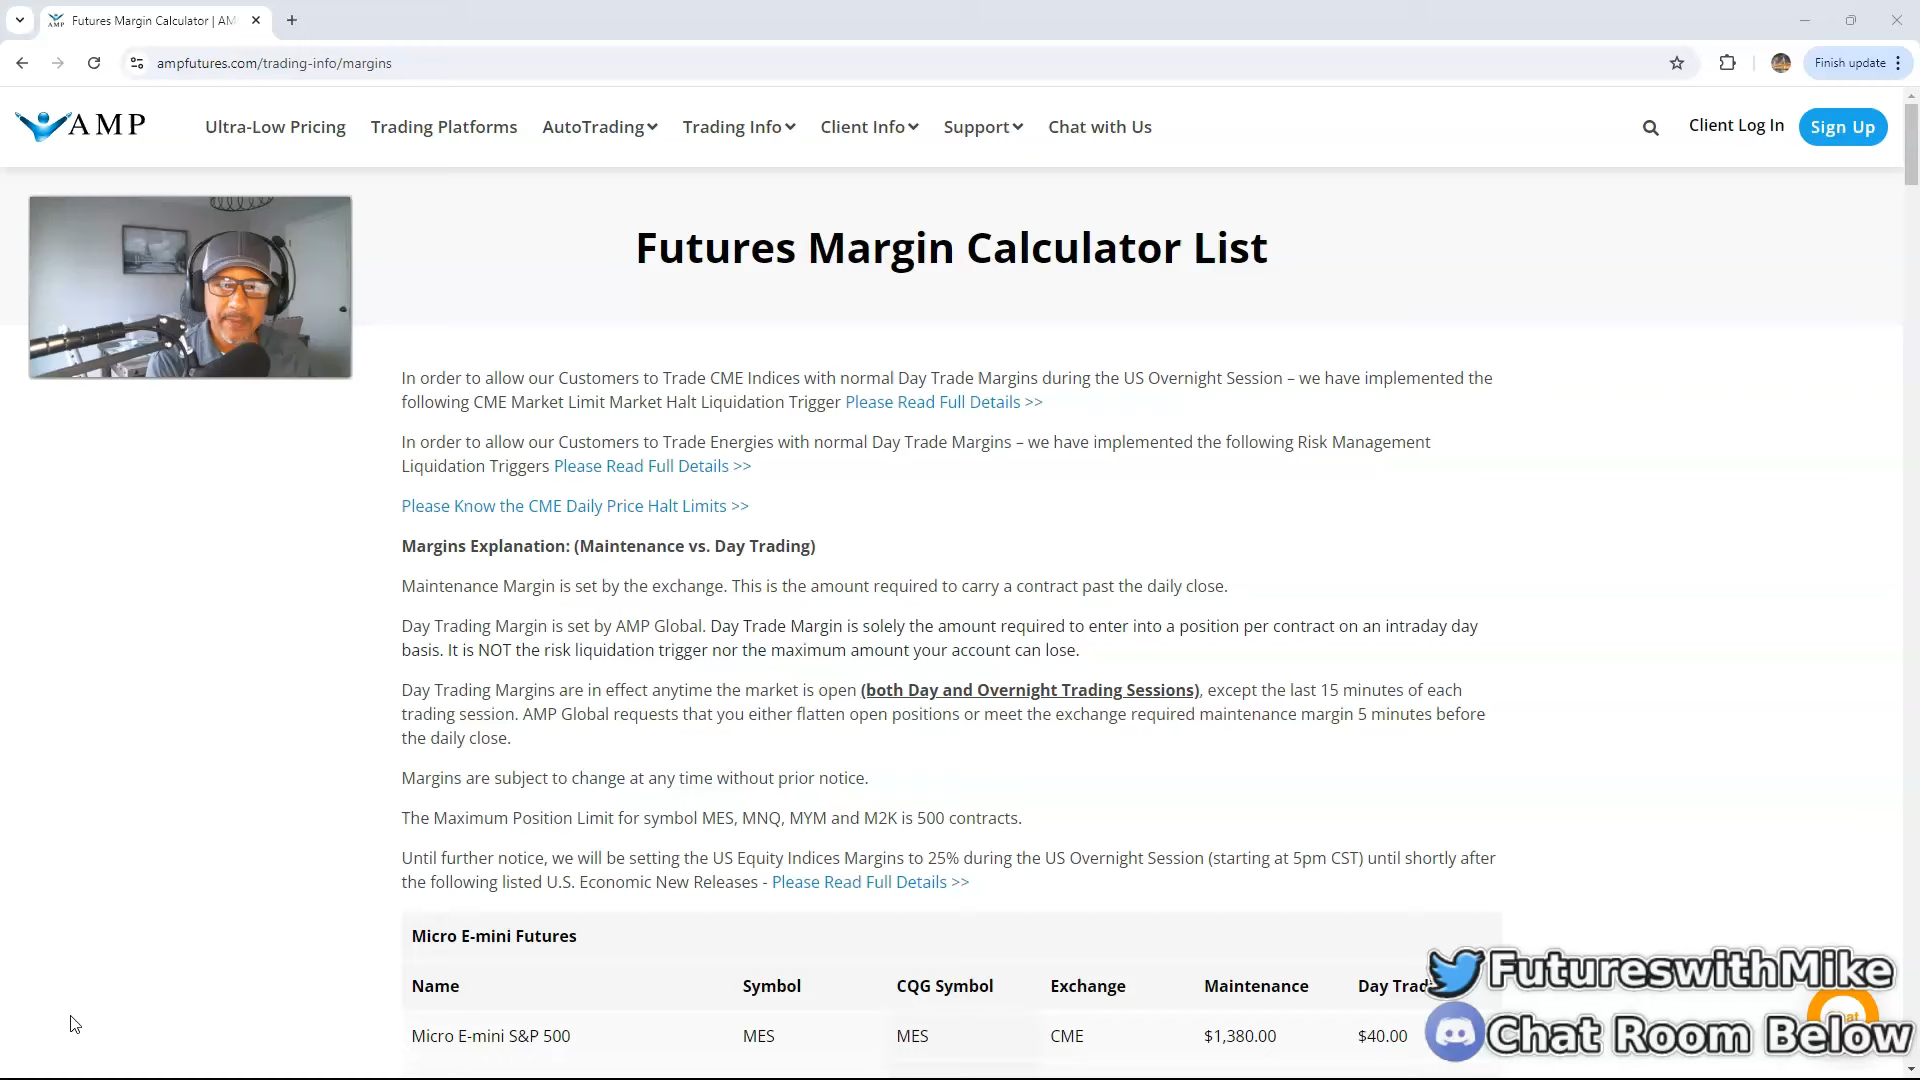 Futures Margin Calculator | AM
ampfutures.com/trading-info/margins
Finish update
AMP
AMP
Ultra-Low Pricing
Trading Platforms
AutoTrading
Trading Info
Client Info
Support
Chat with Us
Client Log In
Sign Up
Futures Margin Calculator List
In order to allow our Customers to Trade CME Indices with normal Day Trade Margins during the US Overnight Session – we have implemented the
following CME Market Limit Market Halt Liquidation Trigger Please Read Full Details >>
In order to allow our Customers to Trade Energies with normal Day Trade Margins – we have implemented the following Risk Management
Liquidation Triggers Please Read Full Details >>
Please Know the CME Daily Price Halt Limits >>
Margins Explanation: (Maintenance vs. Day Trading)
Maintenance Margin is set by the exchange. This is the amount required to carry a contract past the daily close.
Day Trading Margin is set by AMP Global. Day Trade Margin is solely the amount required to enter into a position per contract on an intraday day
basis. It is NOT the risk liquidation trigger nor the maximum amount your account can lose.
Day Trading Margins are in effect anytime the market is open (both Day and Overnight Trading Sessions), except the last 15 minutes of each
trading session. AMP Global requests that you either flatten open positions or meet the exchange required maintenance margin 5 minutes before
the daily close.
Margins are subject to change at any time without prior notice.
The Maximum Position Limit for symbol MES, MNQ, MYM and M2K is 500 contracts.
Until further notice, we will be setting the US Equity Indices Margins to 25% during the US Overnight Session (starting at 5pm CST) until shortly after
the following listed U.S. Economic New Releases - Please Read Full Details >>
Micro E-mini Futures
Name Symbol CQG Symbol Exchange Maintenance Day Trad
Micro E-mini S&P 500 MES MES CME $1,380.00 $40.00
FutureswithMike
Chat Room Below